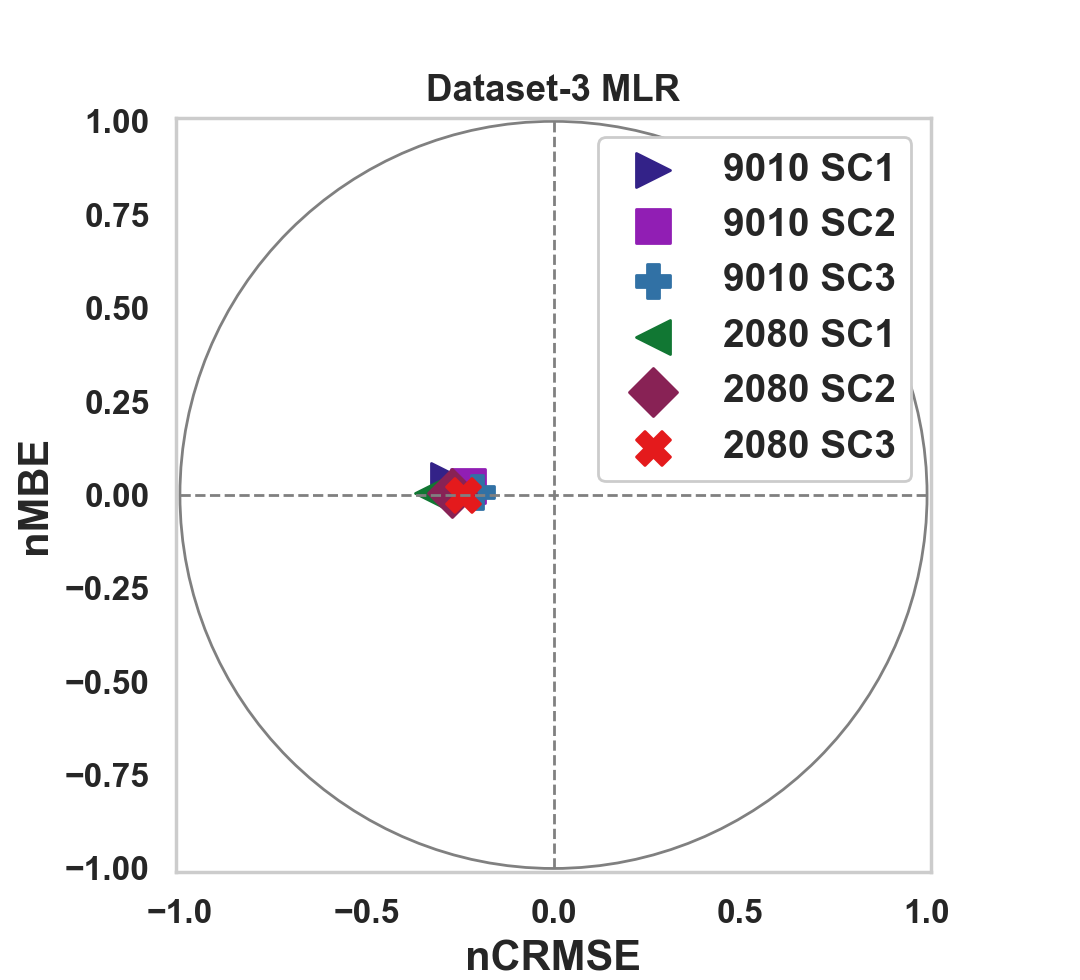 Dataset-3 MLR
1.00
0.75
0.50
0.25
0.00
−0.25
−0.50
−0.75
−1.00
nMBE
9010 SC1
9010 SC2
9010 SC3
2080 SC1
2080 SC2
2080 SC3
−1.0
−0.5
0.0
0.5
1.0
nCRMSE